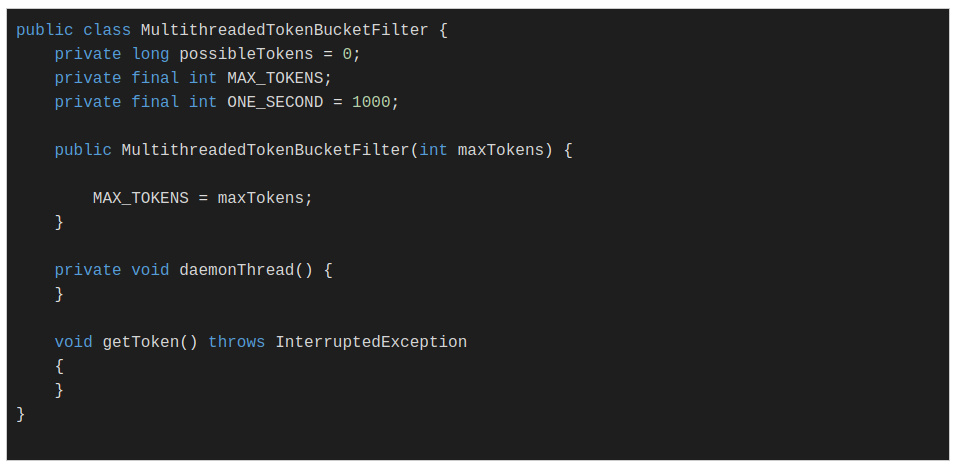 public class MultithreadedTokenBucketFilter {
    private long possibleTokens = 0;
    private final int MAX_TOKENS;
    private final int ONE_SECOND = 1000;

    public MultithreadedTokenBucketFilter(int maxTokens) {

        MAX_TOKENS = maxTokens;
    }

    private void daemonThread() {
    }

    void getToken() throws InterruptedException
    {
    }
}